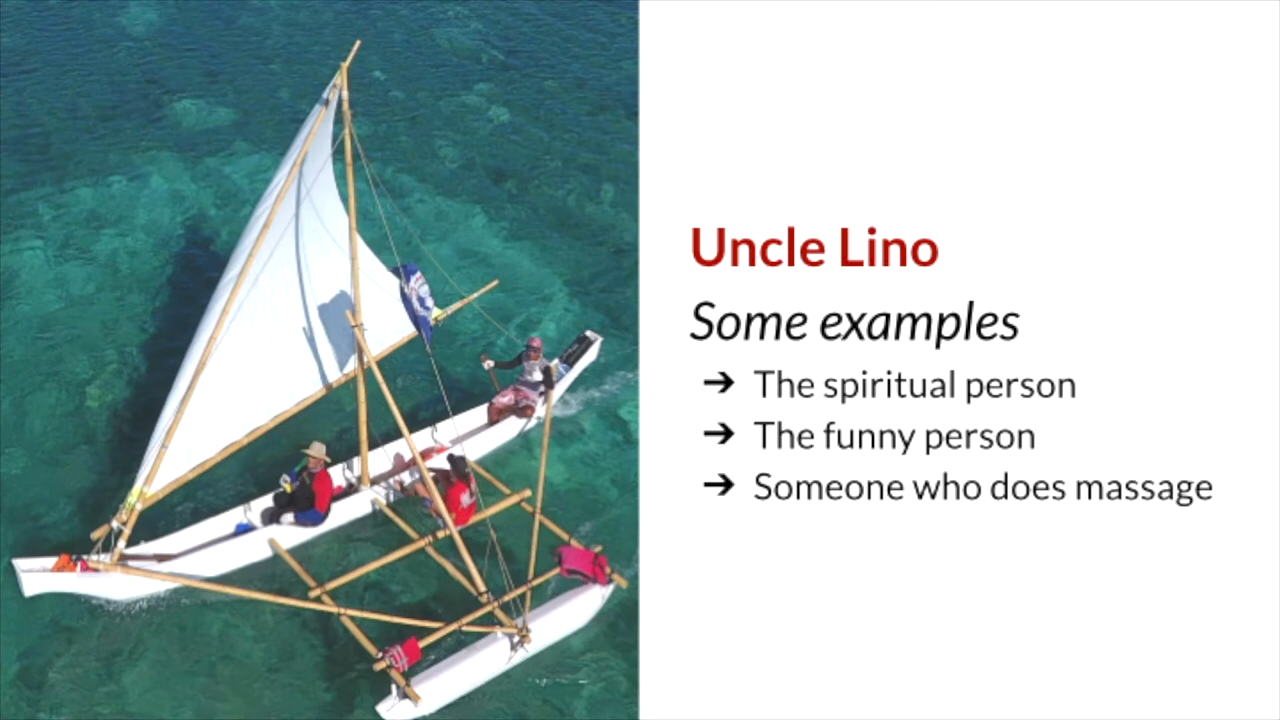 Uncle Lino
Some examples
➔ The spiritual person
➔ The funny person
➔ Someone who does massage